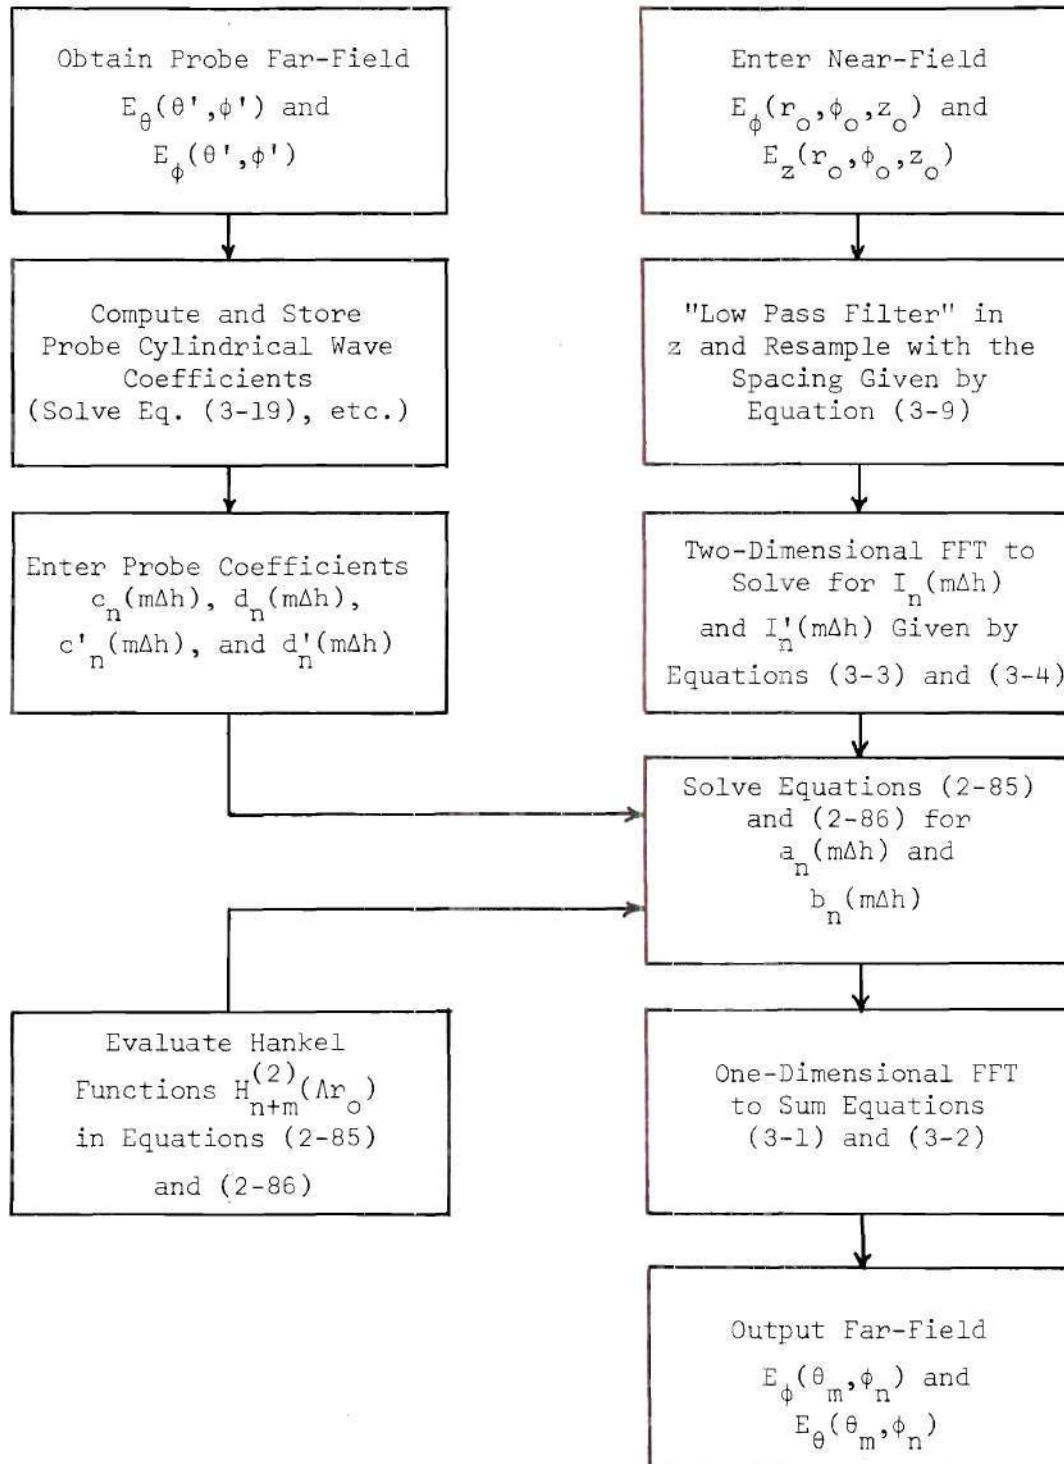 Obtain Probe Far-Field
E_θ(θ',ϕ') and
E_ϕ(θ',ϕ')
Compute and Store
Probe Cylindrical Wave
Coefficients
(Solve Eq. (3-19), etc.)
Enter Probe Coefficients
c_n(mΔh), d_n(mΔh),
c'_n(mΔh), and d'_n(mΔh)
Evaluate Hankel
Functions H_{n+m}^{(2)}(Λr_o)
in Equations (2-85)
and (2-86)
Enter Near-Field
E_ϕ(r_o,ϕ_o,z_o) and
E_z(r_o,ϕ_o,z_o)
"Low Pass Filter" in
z and Resample with the
Spacing Given by
Equation (3-9)
Two-Dimensional FFT to
Solve for I_n(mΔh)
and I'_n(mΔh) Given by
Equations (3-3) and (3-4)
Solve Equations (2-85)
and (2-86) for
a_n(mΔh) and
b_n(mΔh)
One-Dimensional FFT
to Sum Equations
(3-1) and (3-2)
Output Far-Field
E_ϕ(θ_m,ϕ_n) and
E_θ(θ_m,ϕ_n)